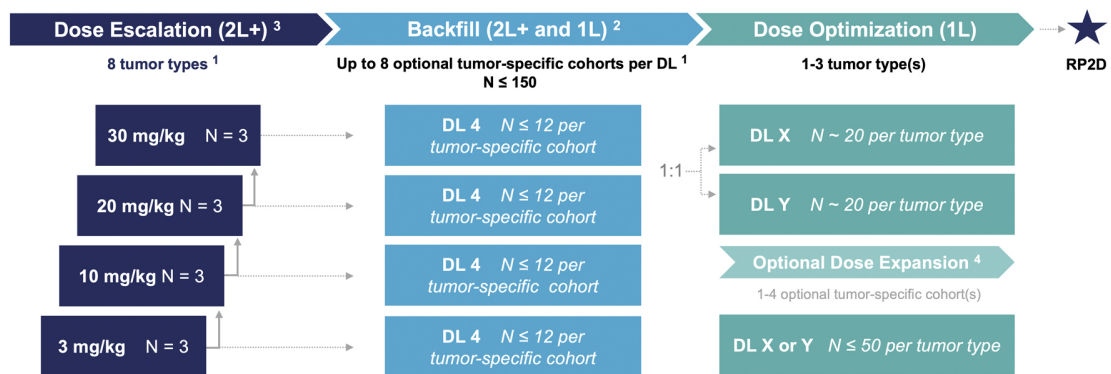 Dose Escalation (2L+) 3
Backfill (2L+ and 1L) 2
Dose Optimization (1L)
8 tumor types 1
Up to 8 optional tumor-specific cohorts per DL 1
N ≤ 150
1-3 tumor type(s)
RP2D
30 mg/kg N = 3
DL 4 N ≤ 12 per
tumor-specific cohort
1:1
DL X N ~ 20 per tumor type
20 mg/kg N = 3
DL 4 N ≤ 12 per
tumor-specific cohort
DL Y N ~ 20 per tumor type
10 mg/kg N = 3
DL 4 N ≤ 12 per
tumor-specific cohort
Optional Dose Expansion 4
1-4 optional tumor-specific cohort(s)
3 mg/kg N = 3
DL 4 N ≤ 12 per
tumor-specific cohort
DL X or Y N ≤ 50 per tumor type